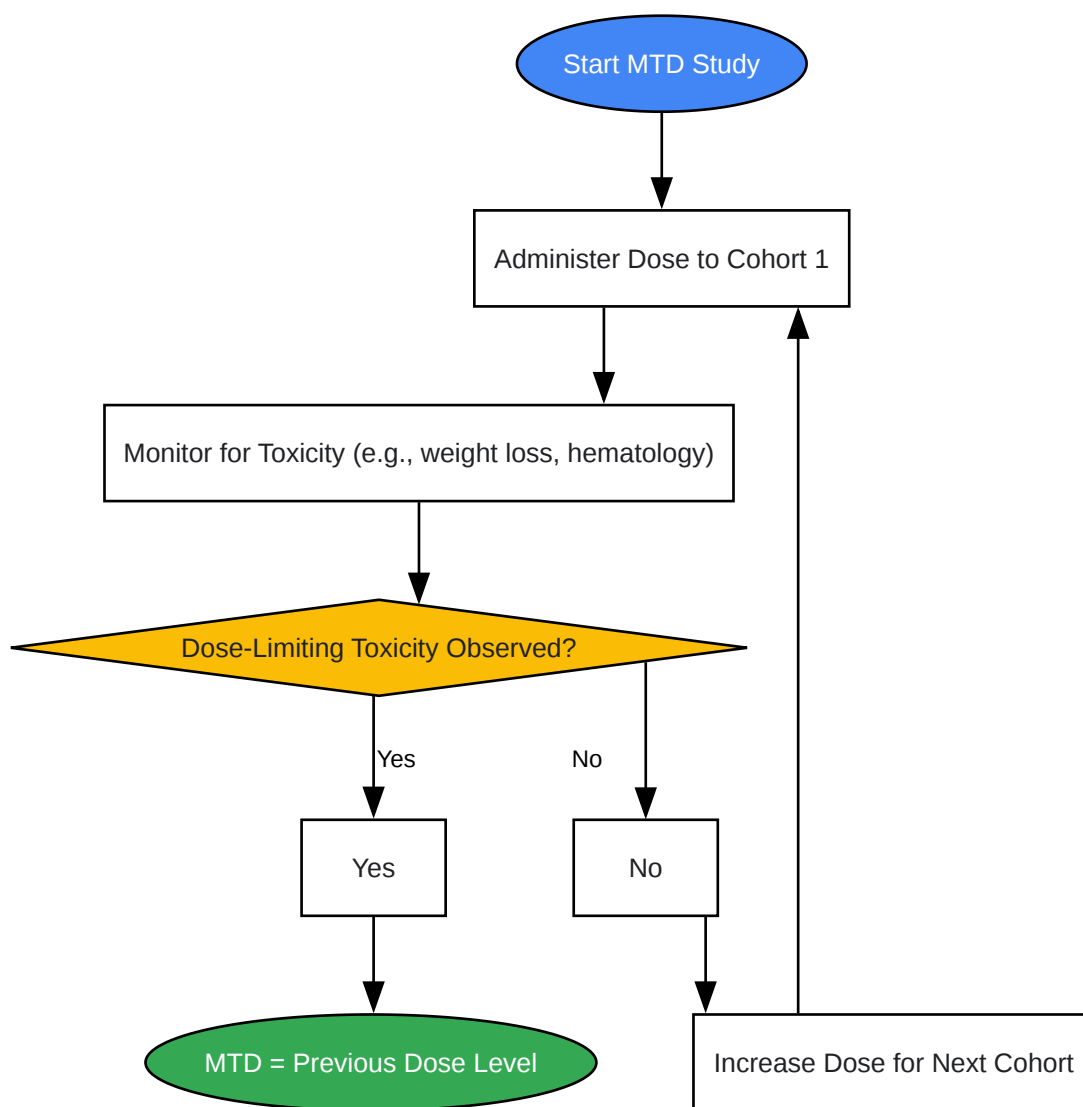 Start MTD Study
Administer Dose to Cohort 1
Monitor for Toxicity (e.g., weight loss, hematology)
Dose-Limiting Toxicity Observed?
Yes
No
Yes
No
MTD = Previous Dose Level
Increase Dose for Next Cohort